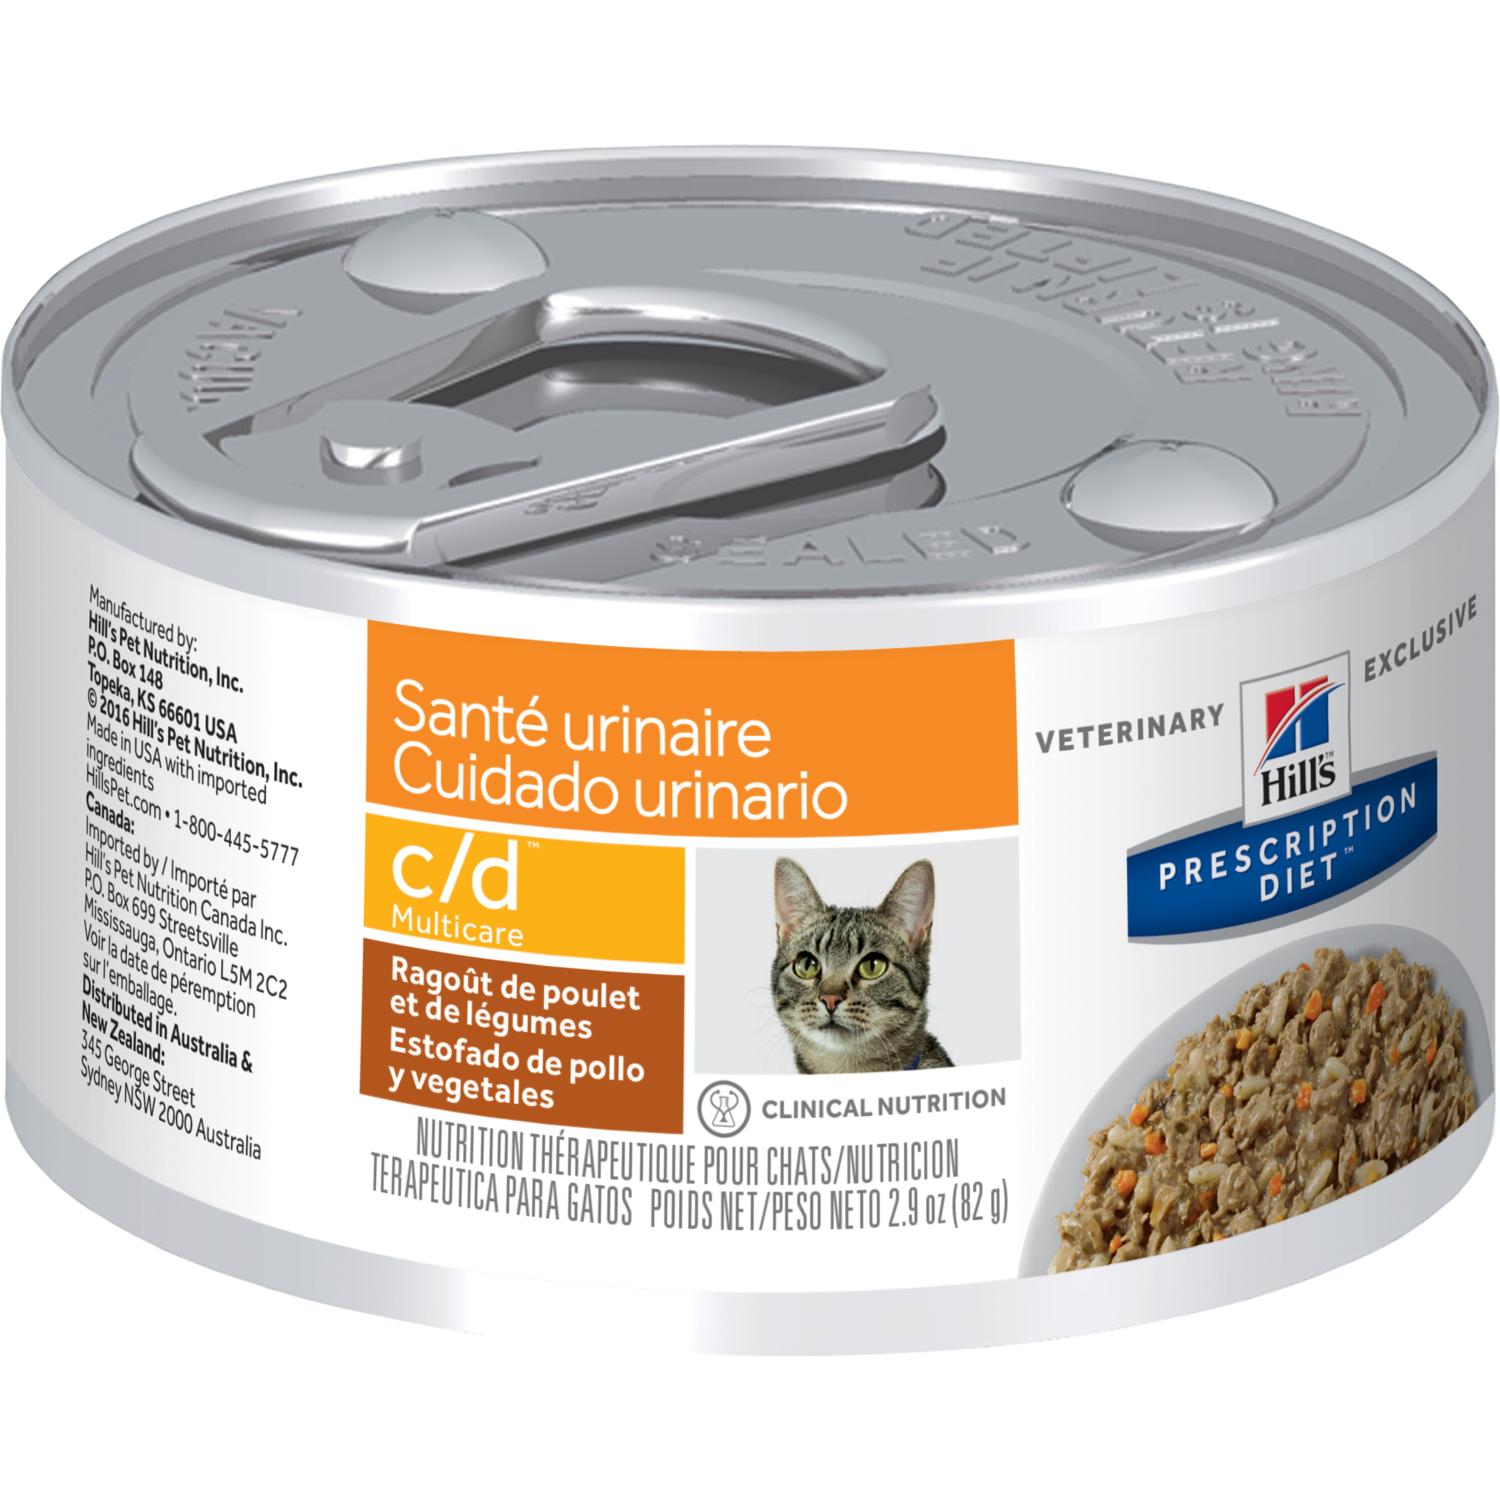 VACUUM
SEALED
Manufactured by:
Hill's Pet Nutrition, Inc.
P.O. Box 148
Topeka, KS 66601 USA
© 2016 Hill's Pet Nutrition, Inc.
Made in USA with imported
ingredients
HillsPet.com • 1-800-445-5777
Canada:
Imported by / Importé par
Hill's Pet Nutrition Canada Inc.
P.O. Box 699 Streetsville
Mississauga, Ontario L5M 2C2
Voir la date de péremption
sur l'emballage.
Distributed in Australia &
New Zealand:
345 George Street
Sydney NSW 2000 Australia
Santé urinaire
Cuidado urinario
c/d™
Multicare
Ragoût de poulet
et de légumes
Estofado de pollo
y vegetales
CLINICAL NUTRITION
NUTRITION THÉRAPEUTIQUE POUR CHATS/NUTRICION
TERAPEUTICA PARA GATOS POIDS NET/PESO NETO 2.9 oz (82 g)
VETERINARY EXCLUSIVE
Hill's™
PRESCRIPTION
DIET™